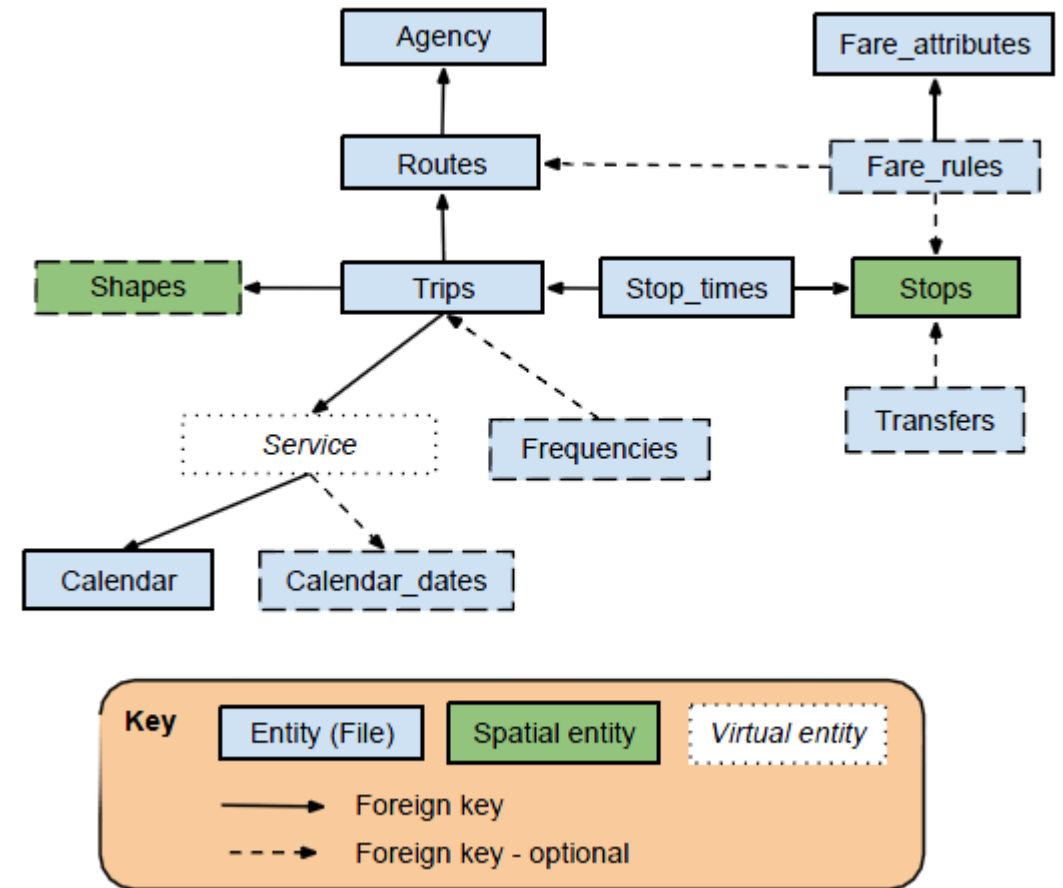 Agency
Fare_attributes
Routes
Fare_rules
Shapes
Trips
Stop_times
Stops
Service
Frequencies
Transfers
Calendar
Calendar_dates
Key
Entity (File)
Spatial entity
Virtual entity
Foreign key
Foreign key - optional